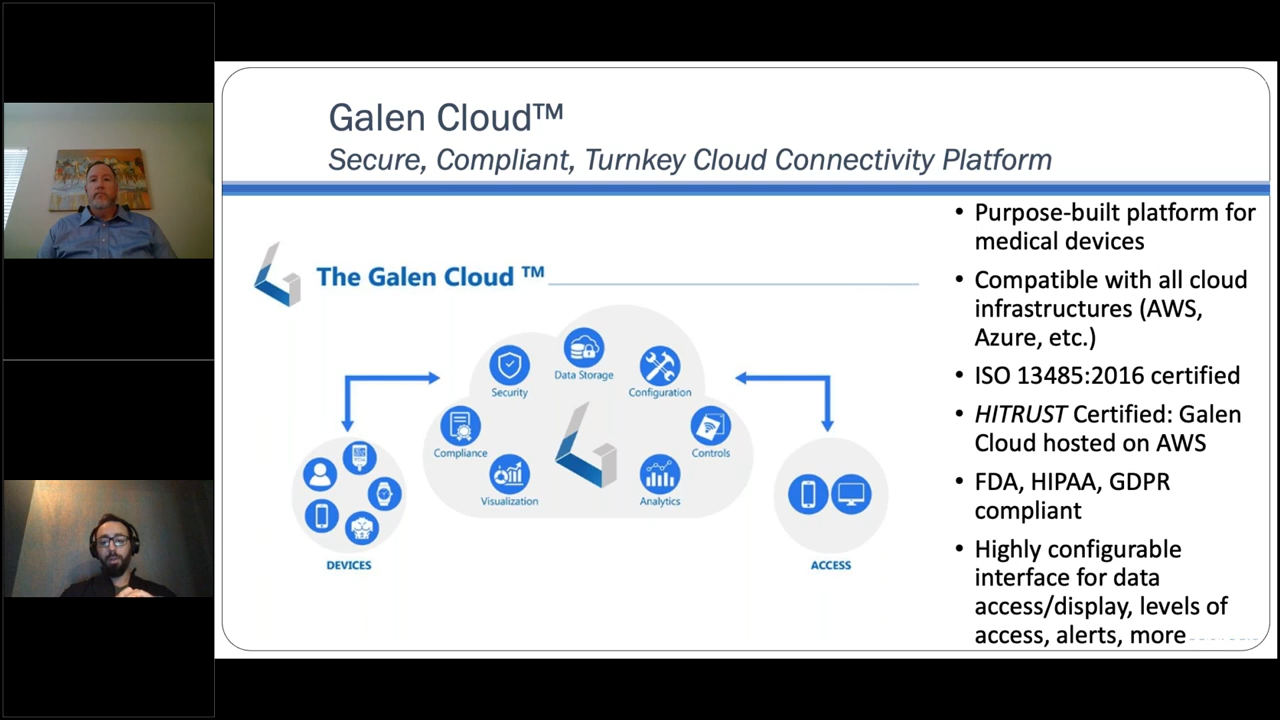 Galen Cloud™
Secure, Compliant, Turnkey Cloud Connectivity Platform
The Galen Cloud ™
Data Storage
Security
Configuration
Compliance
Controls
Visualization
Analytics
DEVICES
ACCESS
• Purpose-built platform for
medical devices
• Compatible with all cloud
infrastructures (AWS,
Azure, etc.)
• ISO 13485:2016 certified
• HITRUST Certified: Galen
Cloud hosted on AWS
• FDA, HIPAA, GDPR
compliant
• Highly configurable
interface for data
access/display, levels of
access, alerts, more